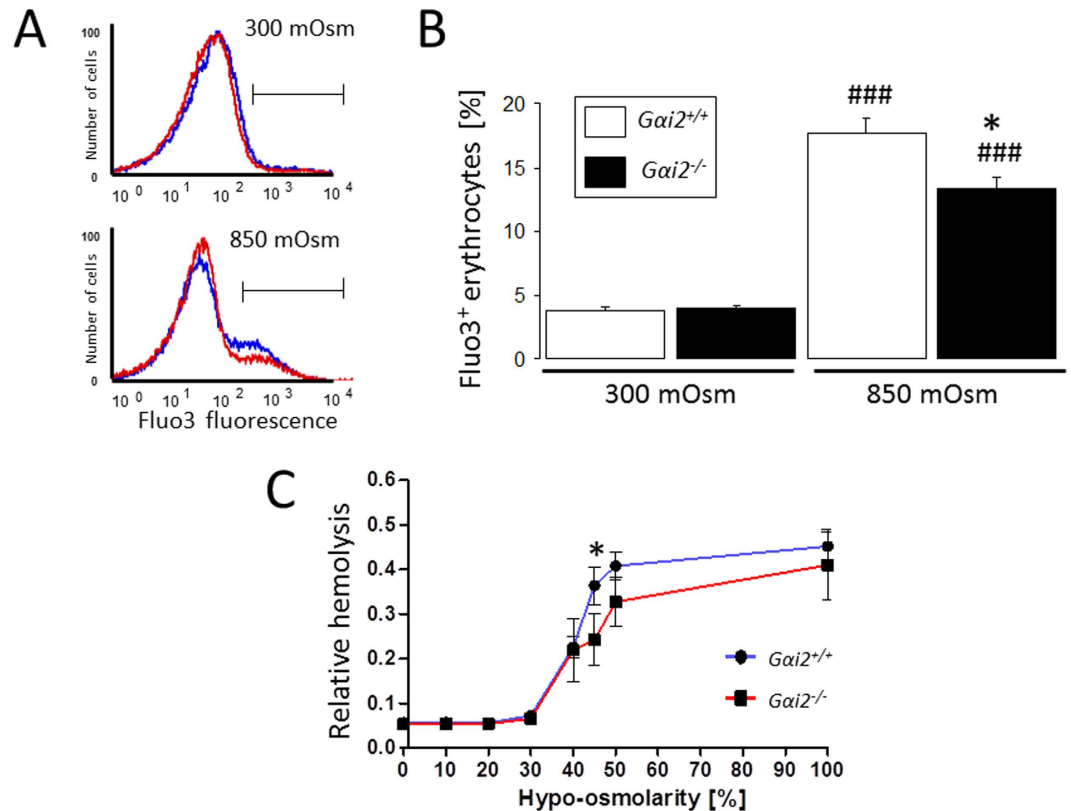 A
300 mOsm
Number of cells
100
0
10^0 10^1 10^2 10^3 10^4
850 mOsm
Number of cells
100
0
10^0 10^1 10^2 10^3 10^4
Fluo3 fluorescence
B
Fluo3+ erythrocytes [%]
20
15
10
5
0
Gαi2+/+
Gαi2-/-
###
*
###
300 mOsm
850 mOsm
C
Relative hemolysis
0.6
0.5
0.4
0.3
0.2
0.1
0.0
*
Gαi2+/+
Gαi2-/-
0 10 20 30 40 50 60 70 80 90 100
Hypo-osmolarity [%]